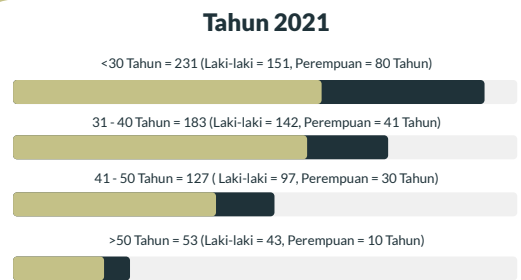 Tahun 2021
<30 Tahun = 231 (Laki-laki = 151, Perempuan = 80 Tahun)
31 - 40 Tahun = 183 (Laki-laki = 142, Perempuan = 41 Tahun)
41 - 50 Tahun = 127 ( Laki-laki = 97, Perempuan = 30 Tahun)
>50 Tahun = 53 (Laki-laki = 43, Perempuan = 10 Tahun)